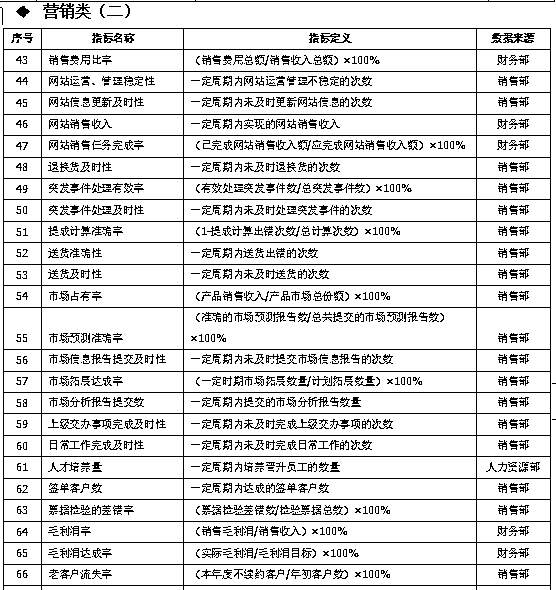 ◆ 营销类（二）
序号 指标名称 指标定义 数据来源
43 销售费用比率 （销售费用总额/销售收入总额）×100% 财务部
44 网站运营、管理稳定性 一定周期内网站运营管理不稳定的次数 销售部
45 网站信息更新及时性 一定周期内未及时更新网站信息的次数 销售部
46 网站销售收入 一定周期内实现的网站销售收入 财务部
47 网站销售任务完成率 （已完成网站销售收入额/应完成网站销售收入额）×100% 财务部
48 退换货及时性 一定周期内未及时退换货的次数 销售部
49 突发事件处理有效率 （有效处理突发事件数/总突发事件数）×100% 销售部
50 突发事件处理及时性 一定周期内未及时处理突发事件的次数 销售部
51 提成计算准确率 （1-提成计算出错次数/总计算次数）×100% 销售部
52 送货准确性 一定周期内送货出错的次数 销售部
53 送货及时性 一定周期内未及时送货的次数 销售部
54 市场占有率 （产品销售收入/产品市场总份额）×100% 销售部
（准确的市场预测报告数/总共提交的市场预测报告数）
55 市场预测准确率 ×100% 销售部
56 市场信息报告提交及时性 一定周期内未及时提交市场信息报告的次数 销售部
57 市场拓展达成率 （一定时期市场拓展数量/计划拓展数量）×100% 销售部
58 市场分析报告提交数 一定周期内提交的市场分析报告数量 销售部
59 上级交办事项完成及时性 一定周期内未及时完成上级交办事项的次数 销售部
60 日常工作完成及时性 一定周期内未及时完成日常工作的次数 销售部
61 人才培养量 一定周期内培养晋升员工的数量 人力资源部
62 签单客户数 一定周期内达成的签单客户数 销售部
63 票据检验的差错率 （票据检验差错数/检验票据总数）×100% 销售部
64 毛利润率 （销售毛利润/销售收入）×100% 财务部
65 毛利润达成率 （实际毛利润/毛利润目标）×100% 财务部
66 老客户流失率 （本年度不续约客户/年初客户数）×100% 销售部